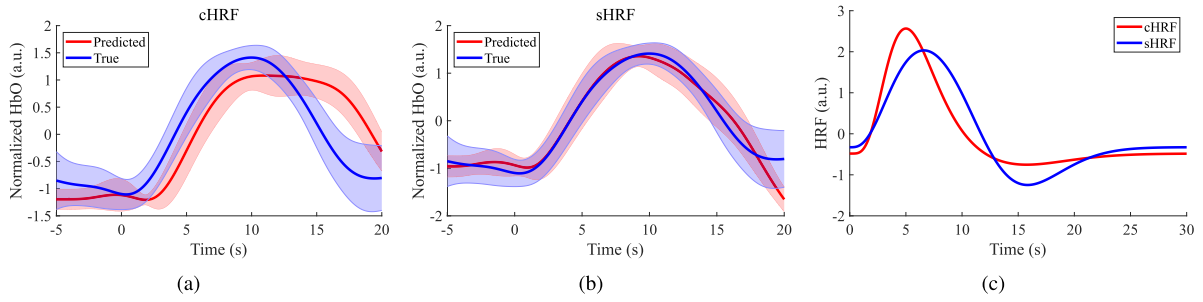 cHRF
Normalized HbO (a.u.)
2
1.5
1
0.5
0
-0.5
-1
-1.5
Predicted
True
-5
0
5
10
15
20
Time (s)
(a)
sHRF
Normalized HbO (a.u.)
2
1
0
-1
-2
Predicted
True
-5
0
5
10
15
20
Time (s)
(b)
HRF (a.u.)
3
2
1
0
-1
-2
cHRF
sHRF
0
5
10
15
20
25
30
Time (s)
(c)